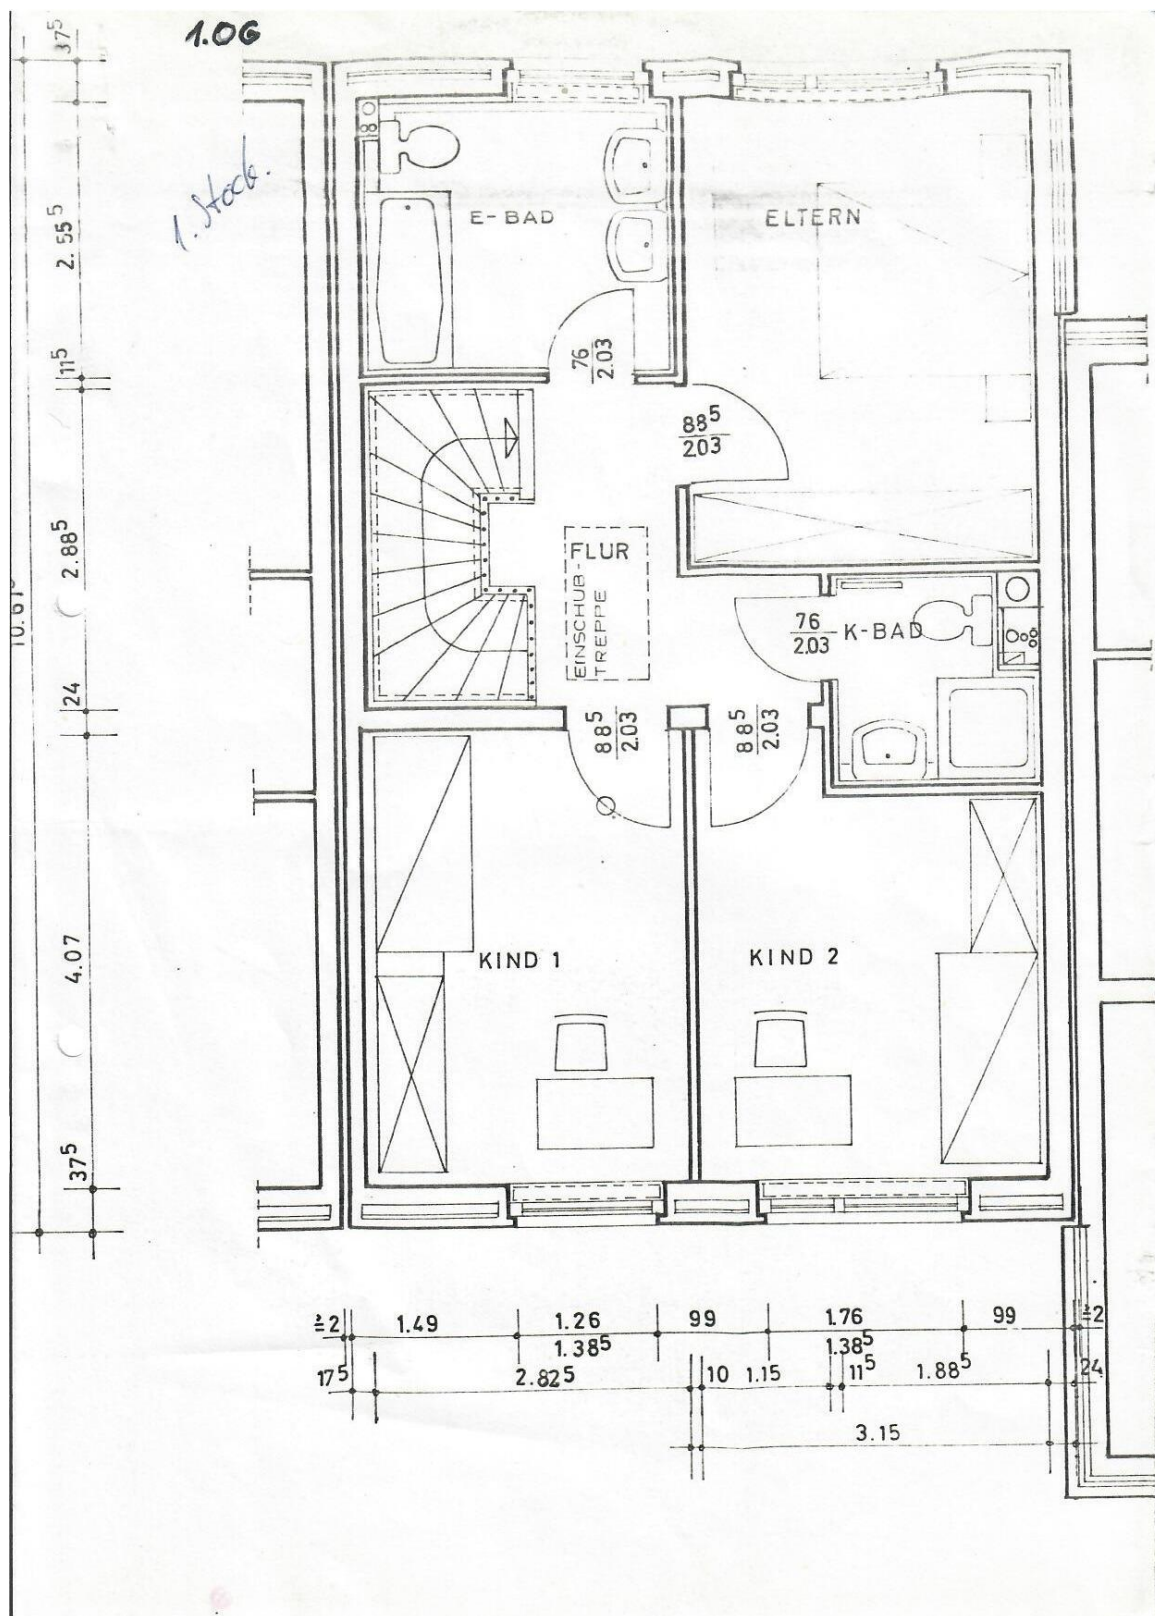 1.OG
1. Stock.
37⁵
2.55⁵
11⁵
2.88⁵
10.61
24
4.07
37⁵
E-BAD
ELTERN
76
2.03
88⁵
2.03
FLUR
EINSCHUB-
TREPPE
76
2.03
K-BAD
88⁵
2.03
88⁵
2.03
KIND 1
KIND 2
≥2 1.49 1.26 99 1.76 99 ≥2
1.38⁵ 1.38⁵
17⁵ 2.82⁵ 10 1.15 11⁵ 1.88⁵ 24
3.15